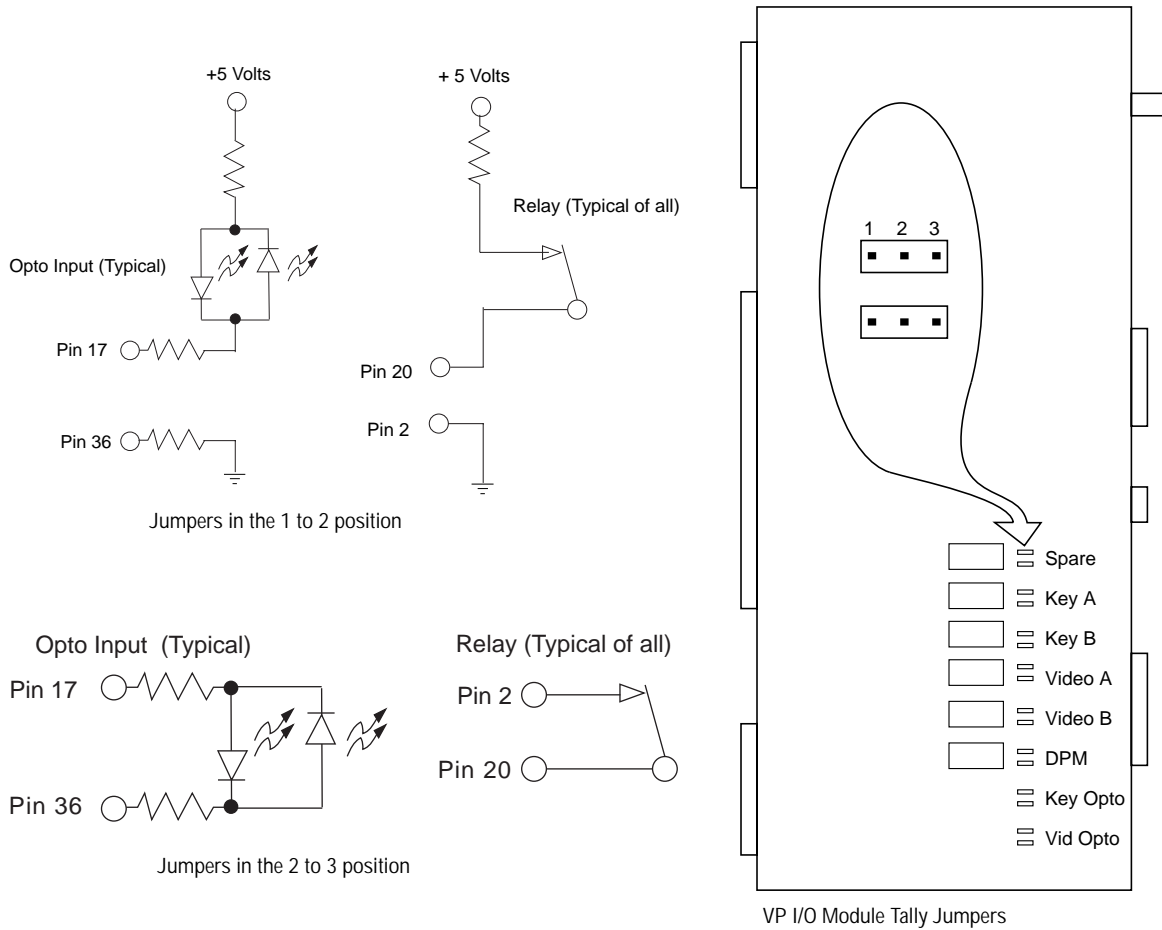 +5 Volts
+ 5 Volts
Relay (Typical of all)
Opto Input (Typical)
Pin 17
Pin 20
Pin 36
Pin 2
Jumpers in the 1 to 2 position
Opto Input (Typical)
Pin 17
Pin 36
Relay (Typical of all)
Pin 2
Pin 20
Jumpers in the 2 to 3 position
1 2 3
Spare
Key A
Key B
Video A
Video B
DPM
Key Opto
Vid Opto
VP I/O Module Tally Jumpers